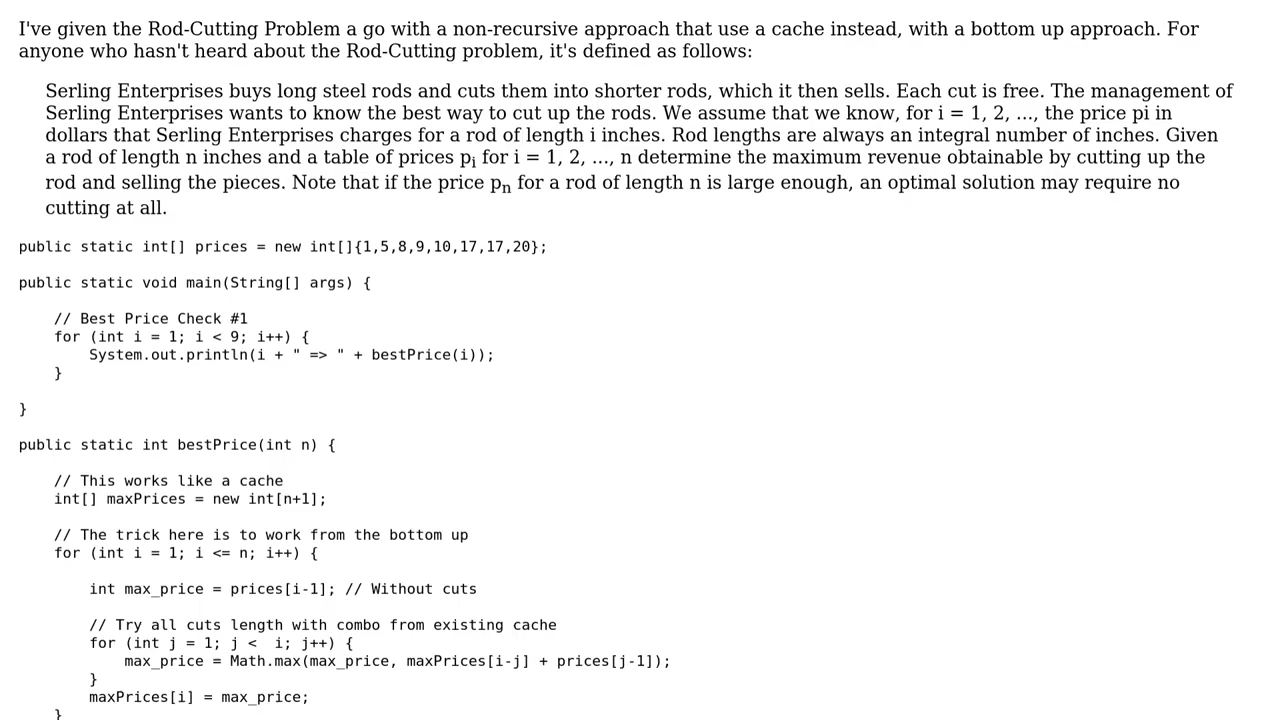 I've given the Rod-Cutting Problem a go with a non-recursive approach that use a cache instead, with a bottom up approach. For
anyone who hasn't heard about the Rod-Cutting problem, it's defined as follows:
Serling Enterprises buys long steel rods and cuts them into shorter rods, which it then sells. Each cut is free. The management of
Serling Enterprises wants to know the best way to cut up the rods. We assume that we know, for i = 1, 2, ..., the price pi in
dollars that Serling Enterprises charges for a rod of length i inches. Rod lengths are always an integral number of inches. Given
a rod of length n inches and a table of prices pi for i = 1, 2, ..., n determine the maximum revenue obtainable by cutting up the
rod and selling the pieces. Note that if the price pn for a rod of length n is large enough, an optimal solution may require no
cutting at all.
public static int[] prices = new int[]{1,5,8,9,10,17,17,20};
public static void main(String[] args) {
    // Best Price Check #1
    for (int i = 1; i < 9; i++) {
        System.out.println(i + " => " + bestPrice(i));
    }
}
public static int bestPrice(int n) {
    // This works like a cache
    int[] maxPrices = new int[n+1];
    // The trick here is to work from the bottom up
    for (int i = 1; i <= n; i++) {
        int max_price = prices[i-1]; // Without cuts
        // Try all cuts length with combo from existing cache
        for (int j = 1; j <  i; j++) {
            max_price = Math.max(max_price, maxPrices[i-j] + prices[j-1]);
        }
        maxPrices[i] = max_price;
    }